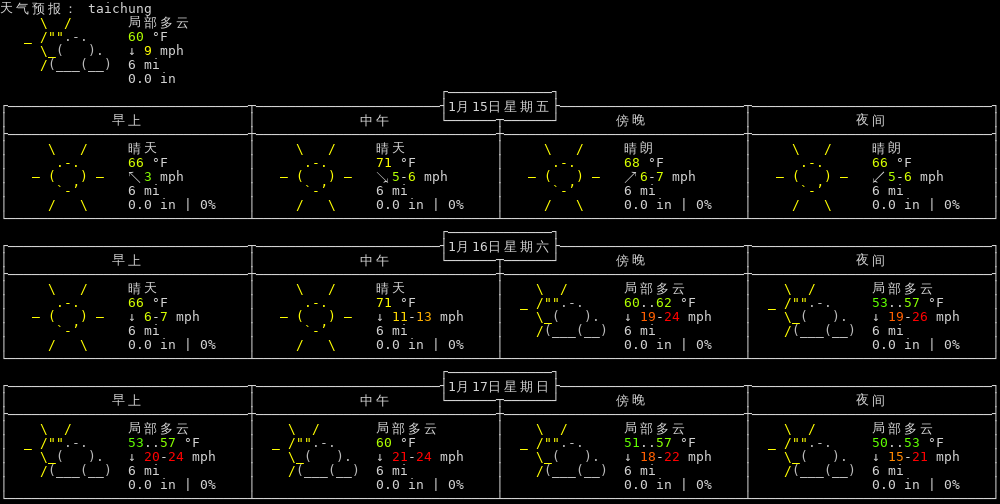 天气预报： taichung
局部多云
60 °F
↓ 9 mph
6 mi
0.0 in
1月15日星期五
早上 中午 傍晚 夜间
晴天 晴天 晴朗 晴朗
66 °F 71 °F 68 °F 66 °F
↖ 3 mph ↘ 5-6 mph ↗ 6-7 mph ↙ 5-6 mph
6 mi 6 mi 6 mi 6 mi
0.0 in | 0% 0.0 in | 0% 0.0 in | 0% 0.0 in | 0%
1月16日星期六
早上 中午 傍晚 夜间
晴天 晴天 局部多云 局部多云
66 °F 71 °F 60..62 °F 53..57 °F
↓ 6-7 mph ↓ 11-13 mph ↓ 19-24 mph ↓ 19-26 mph
6 mi 6 mi 6 mi 6 mi
0.0 in | 0% 0.0 in | 0% 0.0 in | 0% 0.0 in | 0%
1月17日星期日
早上 中午 傍晚 夜间
局部多云 局部多云 局部多云 局部多云
53..57 °F 60 °F 51..57 °F 50..53 °F
↓ 20-24 mph ↓ 21-24 mph ↓ 18-22 mph ↓ 15-21 mph
6 mi 6 mi 6 mi 6 mi
0.0 in | 0% 0.0 in | 0% 0.0 in | 0% 0.0 in | 0%